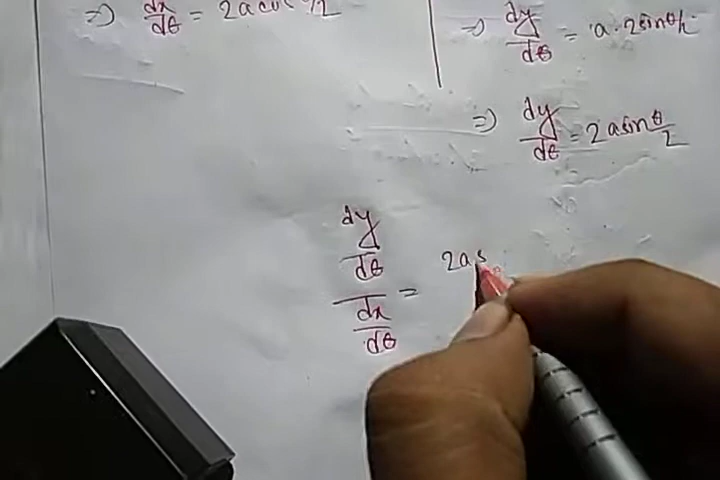 => dx/dθ = 2a cos θ/2
=> dy/dθ = a · 2 sin θ/2
=> dy/dθ = 2a sin θ/2
dy/dθ / dx/dθ = 2as